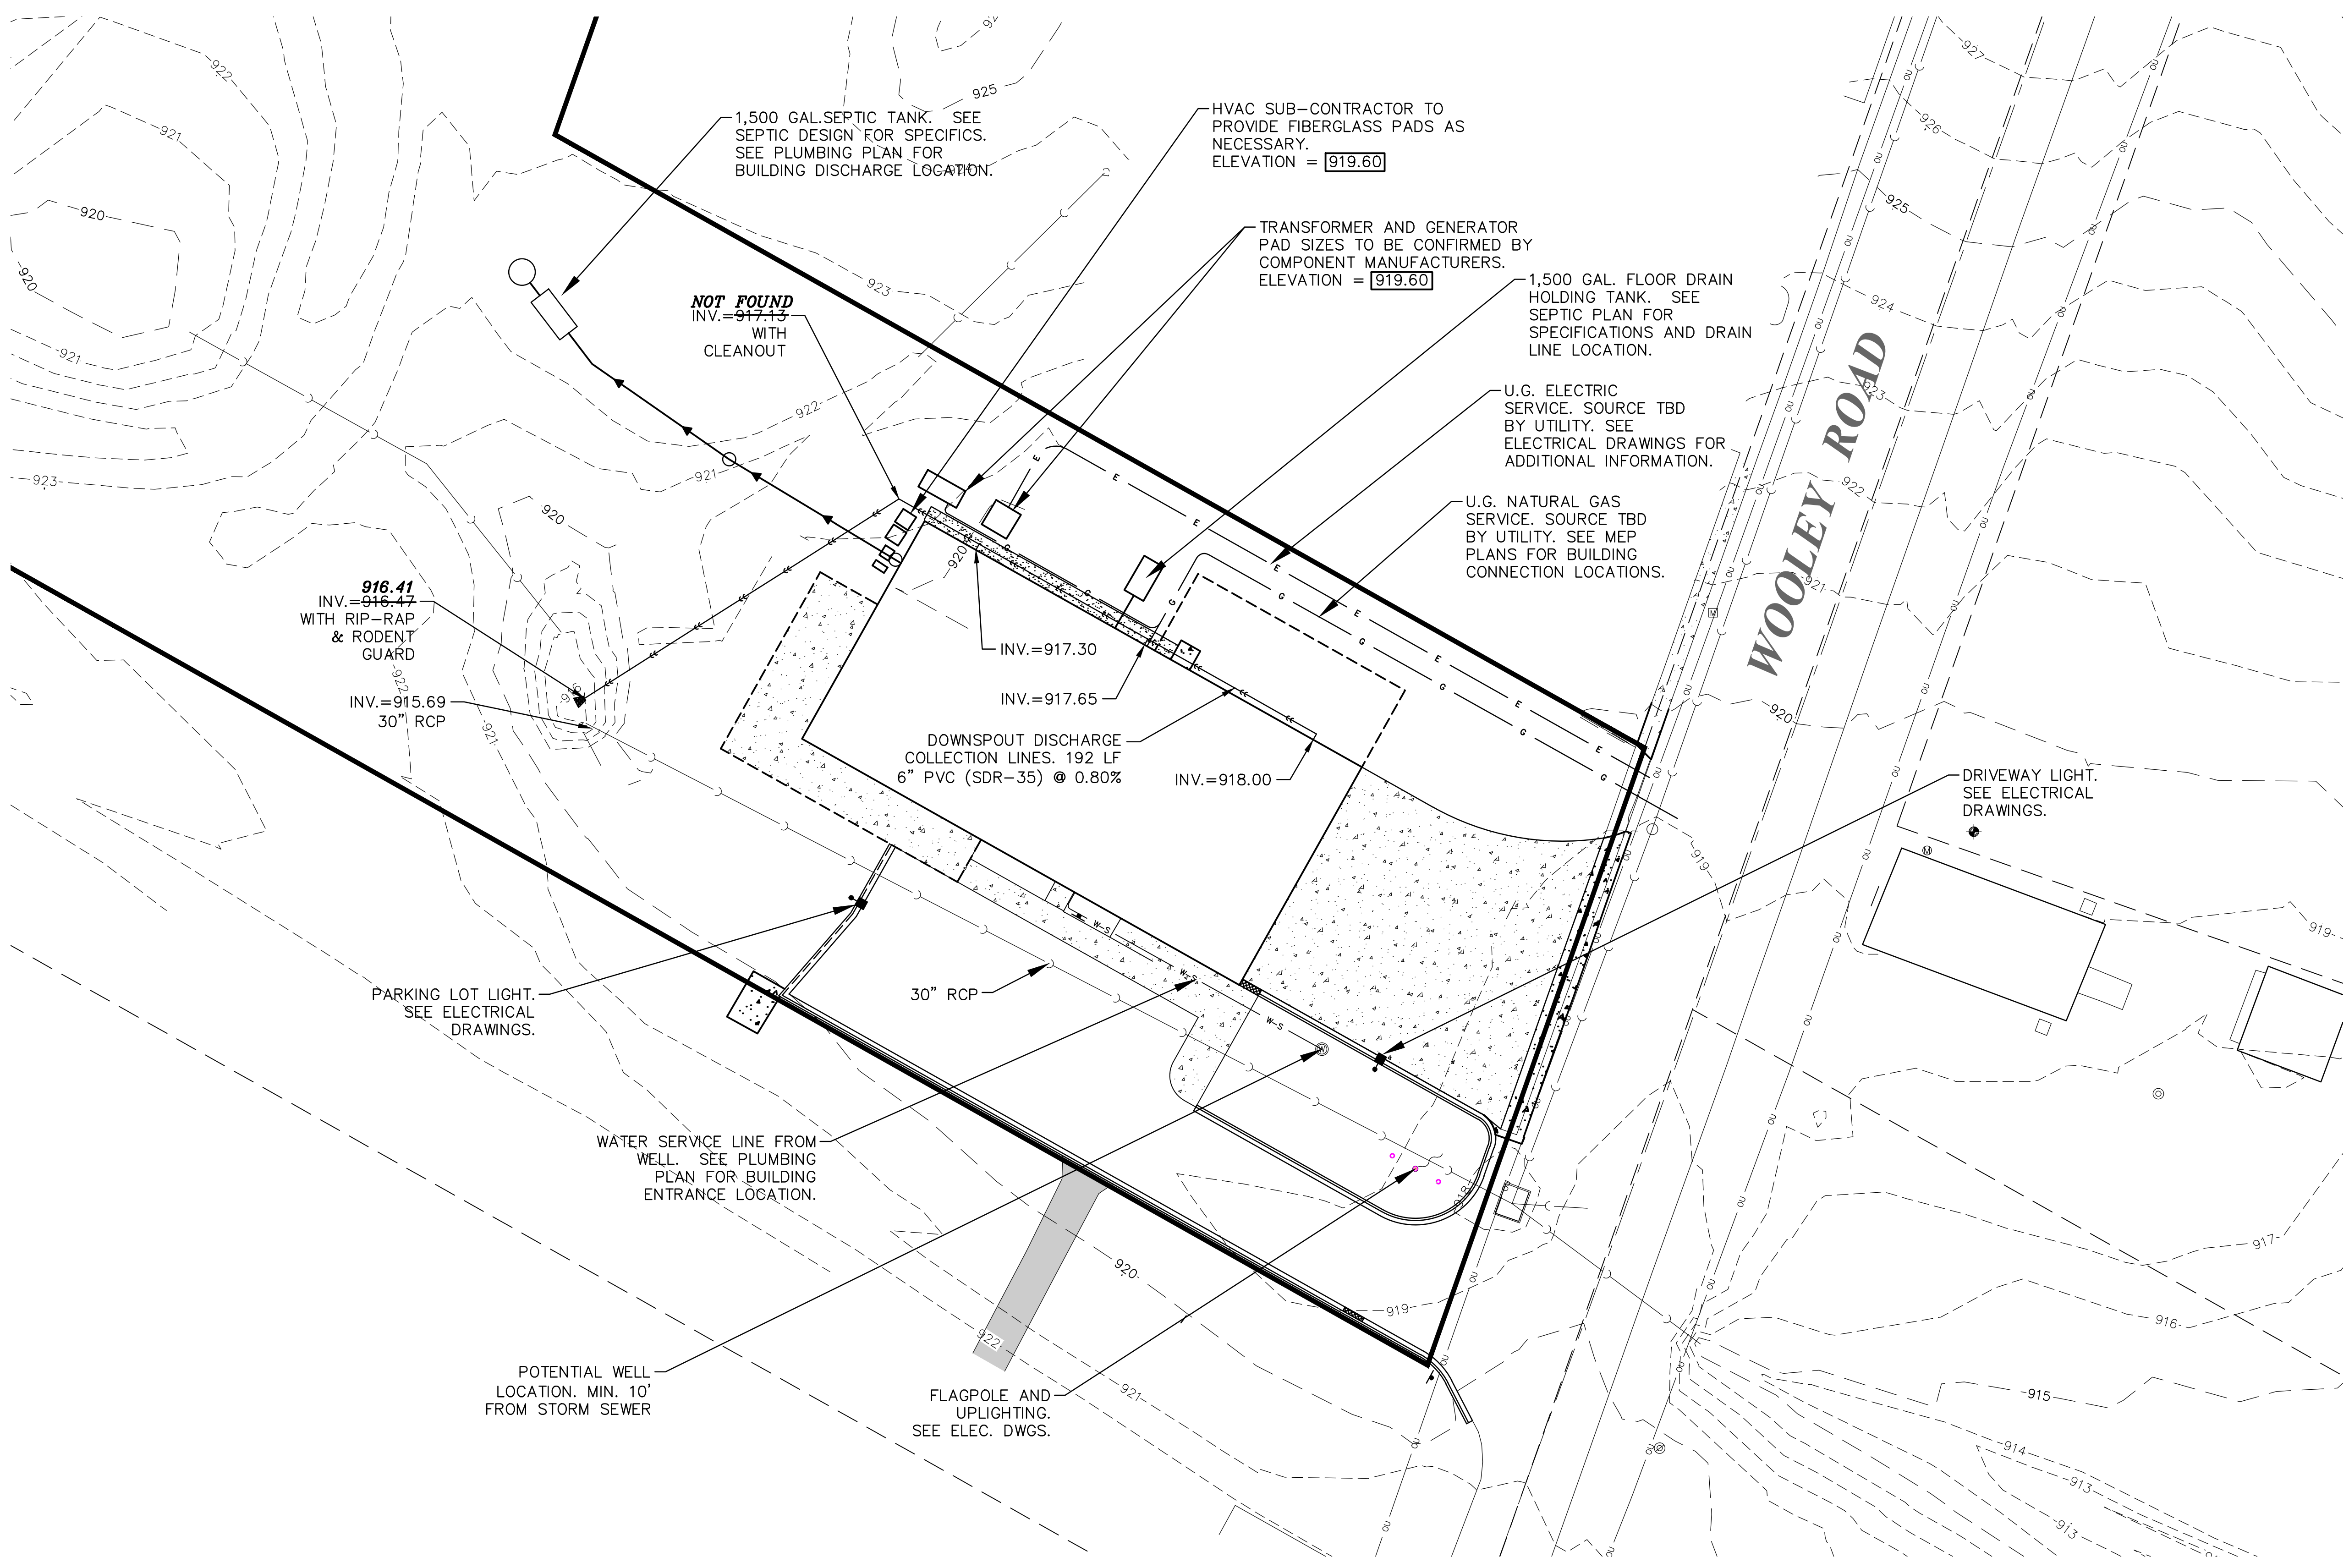 922
921
920
920
921
923
925
924
1,500 GAL.SEPTIC TANK.  SEE
SEPTIC DESIGN FOR SPECIFICS.
SEE PLUMBING PLAN FOR
BUILDING DISCHARGE LOCATION.
HVAC SUB-CONTRACTOR TO
PROVIDE FIBERGLASS PADS AS
NECESSARY.
ELEVATION = 919.60
TRANSFORMER AND GENERATOR
PAD SIZES TO BE CONFIRMED BY
COMPONENT MANUFACTURERS.
ELEVATION = 919.60
1,500 GAL. FLOOR DRAIN
HOLDING TANK.  SEE
SEPTIC PLAN FOR
SPECIFICATIONS AND DRAIN
LINE LOCATION.
U.G. ELECTRIC
SERVICE. SOURCE TBD
BY UTILITY. SEE
ELECTRICAL DRAWINGS FOR
ADDITIONAL INFORMATION.
U.G. NATURAL GAS
SERVICE. SOURCE TBD
BY UTILITY. SEE MEP
PLANS FOR BUILDING
CONNECTION LOCATIONS.
WOOLEY ROAD
927
926
925
924
923
922
921
920
919
NOT FOUND
INV.=917.13
WITH
CLEANOUT
923
922
921
920
920
916.41
INV.=916.47
WITH RIP-RAP
& RODENT
GUARD
922
916
921
INV.=915.69
30" RCP
INV.=917.30
INV.=917.65
DOWNSPOUT DISCHARGE
COLLECTION LINES. 192 LF
6" PVC (SDR-35) @ 0.80%
INV.=918.00
E
E
E
E
E
E
E
E
G
G
G
G
G
G
G
G
DRIVEWAY LIGHT.
SEE ELECTRICAL
DRAWINGS.
M
M
PARKING LOT LIGHT.
SEE ELECTRICAL
DRAWINGS.
30" RCP
W-S
W-S
W-S
W
WATER SERVICE LINE FROM
WELL.  SEE PLUMBING
PLAN FOR BUILDING
ENTRANCE LOCATION.
POTENTIAL WELL
LOCATION. MIN. 10'
FROM STORM SEWER
FLAGPOLE AND
UPLIGHTING.
SEE ELEC. DWGS.
918
919
920
922
921
919
917
916
915
914
913
913